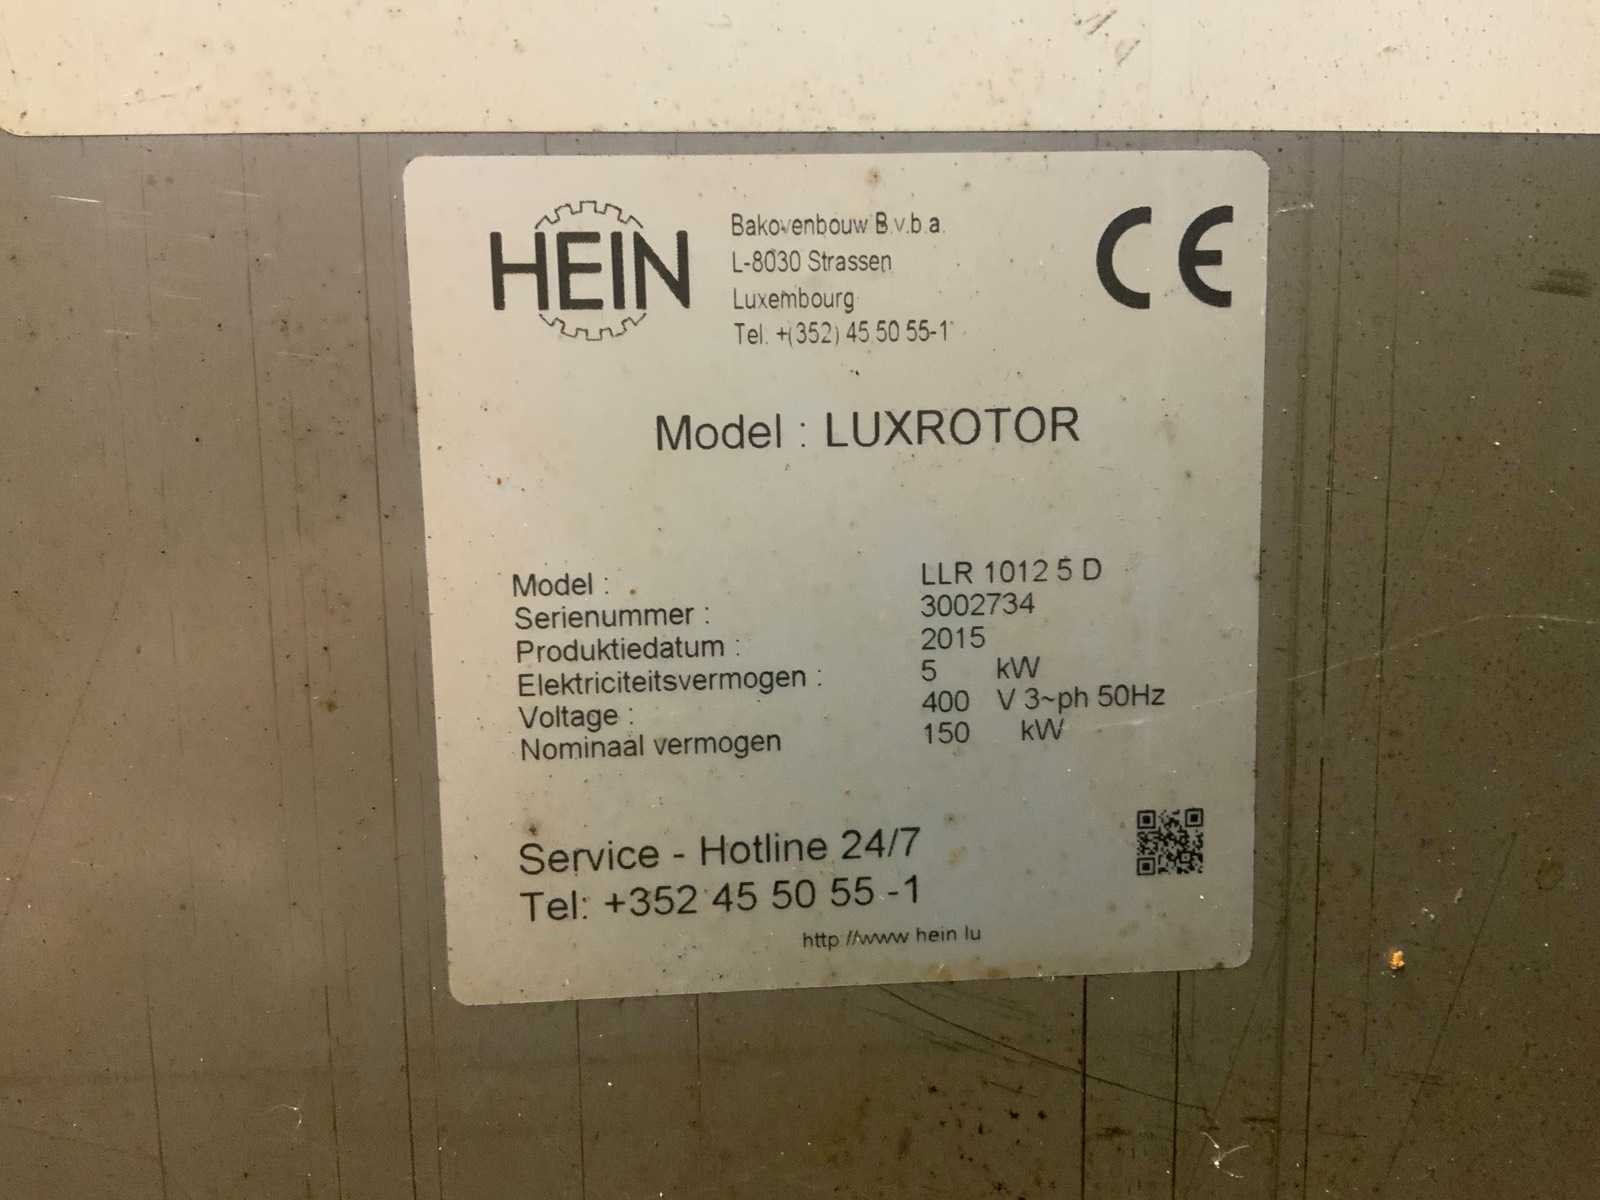 HEIN
Bakovenbouw B.v.b.a.
L-8030 Strassen
Luxembourg
Tel. +(352) 45 50 55-1
CE
Model : LUXROTOR
Model : LLR 1012 5 D
Serienummer : 3002734
Produktiedatum : 2015
Elektriciteitsvermogen : 5 kW
Voltage : 400 V 3~ph 50Hz
Nominaal vermogen 150 kW
Service - Hotline 24/7
Tel: +352 45 50 55 -1
http //www hein lu